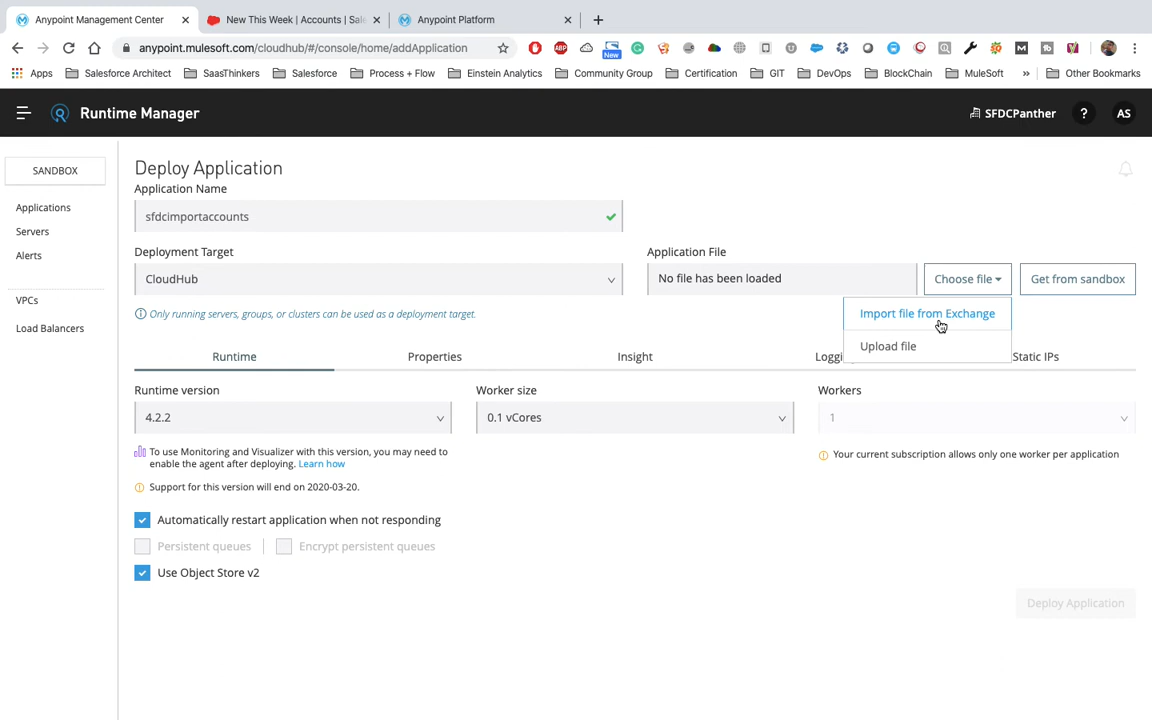 Anypoint Management Center
New This Week | Accounts | Sal
Anypoint Platform
anypoint.mulesoft.com/cloudhub/#/console/home/addApplication
New
ABP
Apps
Salesforce Architect
SaasThinkers
Salesforce
Process + Flow
Einstein Analytics
Community Group
Certification
GIT
DevOps
BlockChain
MuleSoft
»
Other Bookmarks
Runtime Manager
SFDCPanther
?
AS
SANDBOX
Applications
Servers
Alerts
VPCs
Load Balancers
Deploy Application
Application Name
sfdcimportaccounts
Deployment Target
Application File
CloudHub
No file has been loaded
Choose file
Get from sandbox
Only running servers, groups, or clusters can be used as a deployment target.
Import file from Exchange
Upload file
Runtime
Properties
Insight
Loggi
Static IPs
Runtime version
Worker size
Workers
4.2.2
0.1 vCores
1
To use Monitoring and Visualizer with this version, you may need to
enable the agent after deploying. Learn how
Your current subscription allows only one worker per application
Support for this version will end on 2020-03-20.
Automatically restart application when not responding
Persistent queues
Encrypt persistent queues
Use Object Store v2
Deploy Application